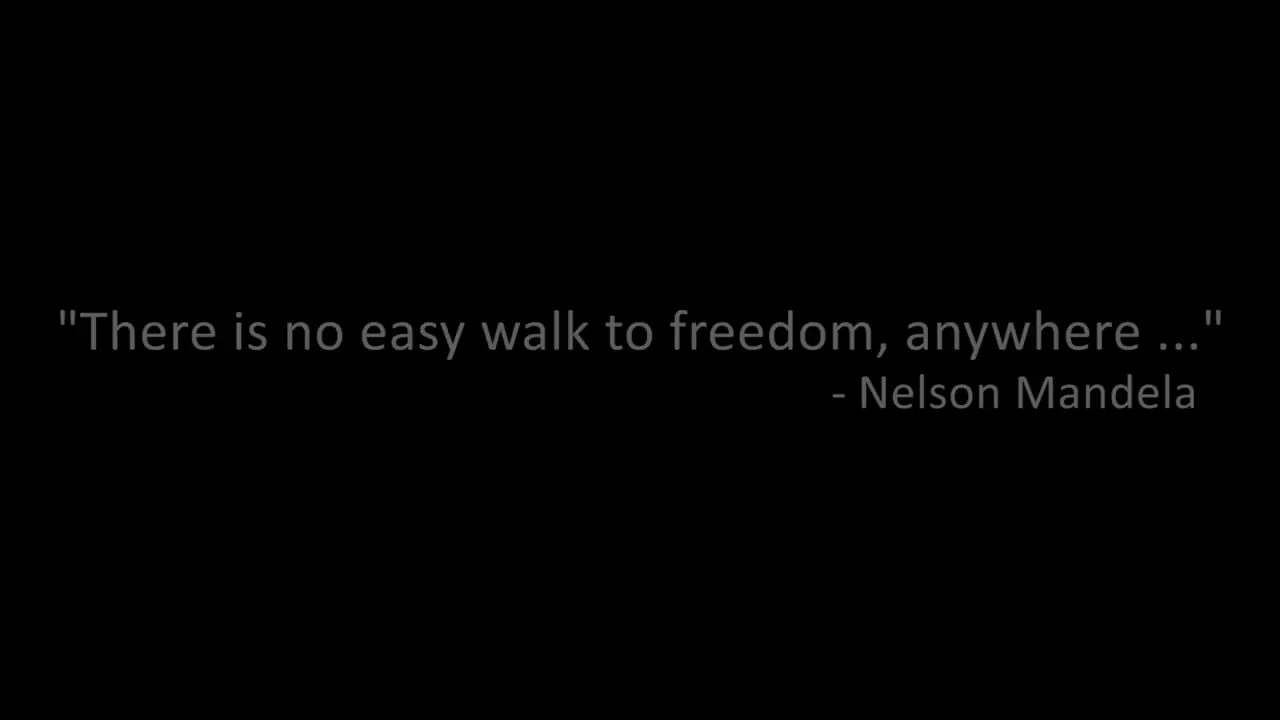 "There is no easy walk to freedom, anywhere ..."
- Nelson Mandela